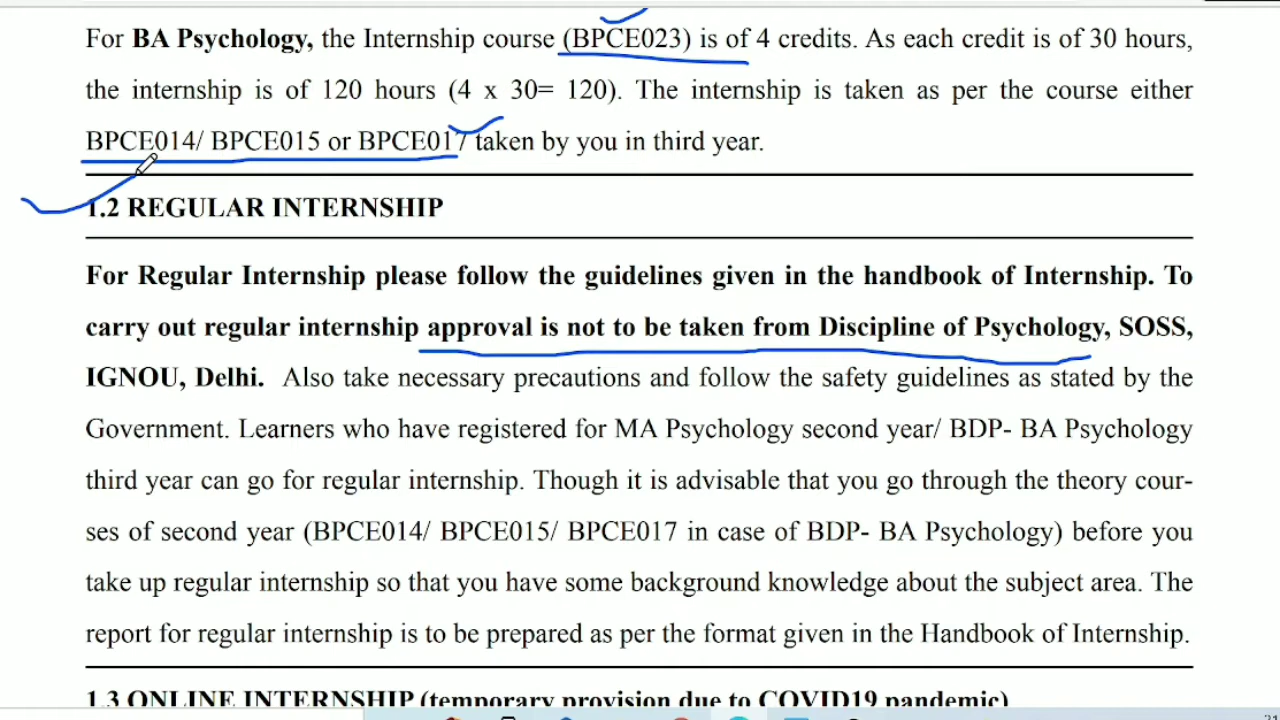 For BA Psychology, the Internship course (BPCE023) is of 4 credits. As each credit is of 30 hours,
the internship is of 120 hours (4 x 30= 120). The internship is taken as per the course either
BPCE014/ BPCE015 or BPCE017 taken by you in third year.
1.2 REGULAR INTERNSHIP
For Regular Internship please follow the guidelines given in the handbook of Internship. To
carry out regular internship approval is not to be taken from Discipline of Psychology, SOSS,
IGNOU, Delhi. Also take necessary precautions and follow the safety guidelines as stated by the
Government. Learners who have registered for MA Psychology second year/ BDP- BA Psychology
third year can go for regular internship. Though it is advisable that you go through the theory cour-
ses of second year (BPCE014/ BPCE015/ BPCE017 in case of BDP- BA Psychology) before you
take up regular internship so that you have some background knowledge about the subject area. The
report for regular internship is to be prepared as per the format given in the Handbook of Internship.
1.3 ONLINE INTERNSHIP (temporary provision due to COVID19 pandemic)